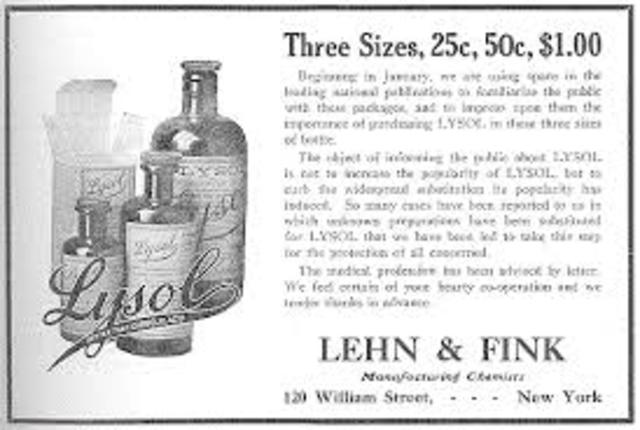 Three Sizes, 25c, 50c, $1.00
Beginning in January, we are using space in the
leading national publications to familiarize the public
with these packages, and to impress upon them the
importance of purchasing LYSOL in these three sizes
of bottle.
The object of informing the public about LYSOL
is not to increase the popularity of LYSOL, but to
curb the widespread substitution its popularity has
induced. So many cases have been reported to us in
which unknown preparations have been substituted
for LYSOL that we have been led to take this step
for the protection of all concerned.
The medical profession has been advised by letter.
We feel certain of your hearty co-operation and we
tender thanks in advance.
LEHN & FINK
Manufacturing Chemists
120 William Street, - - - New York
LYSOL
Lysol
Lysol
Lysol